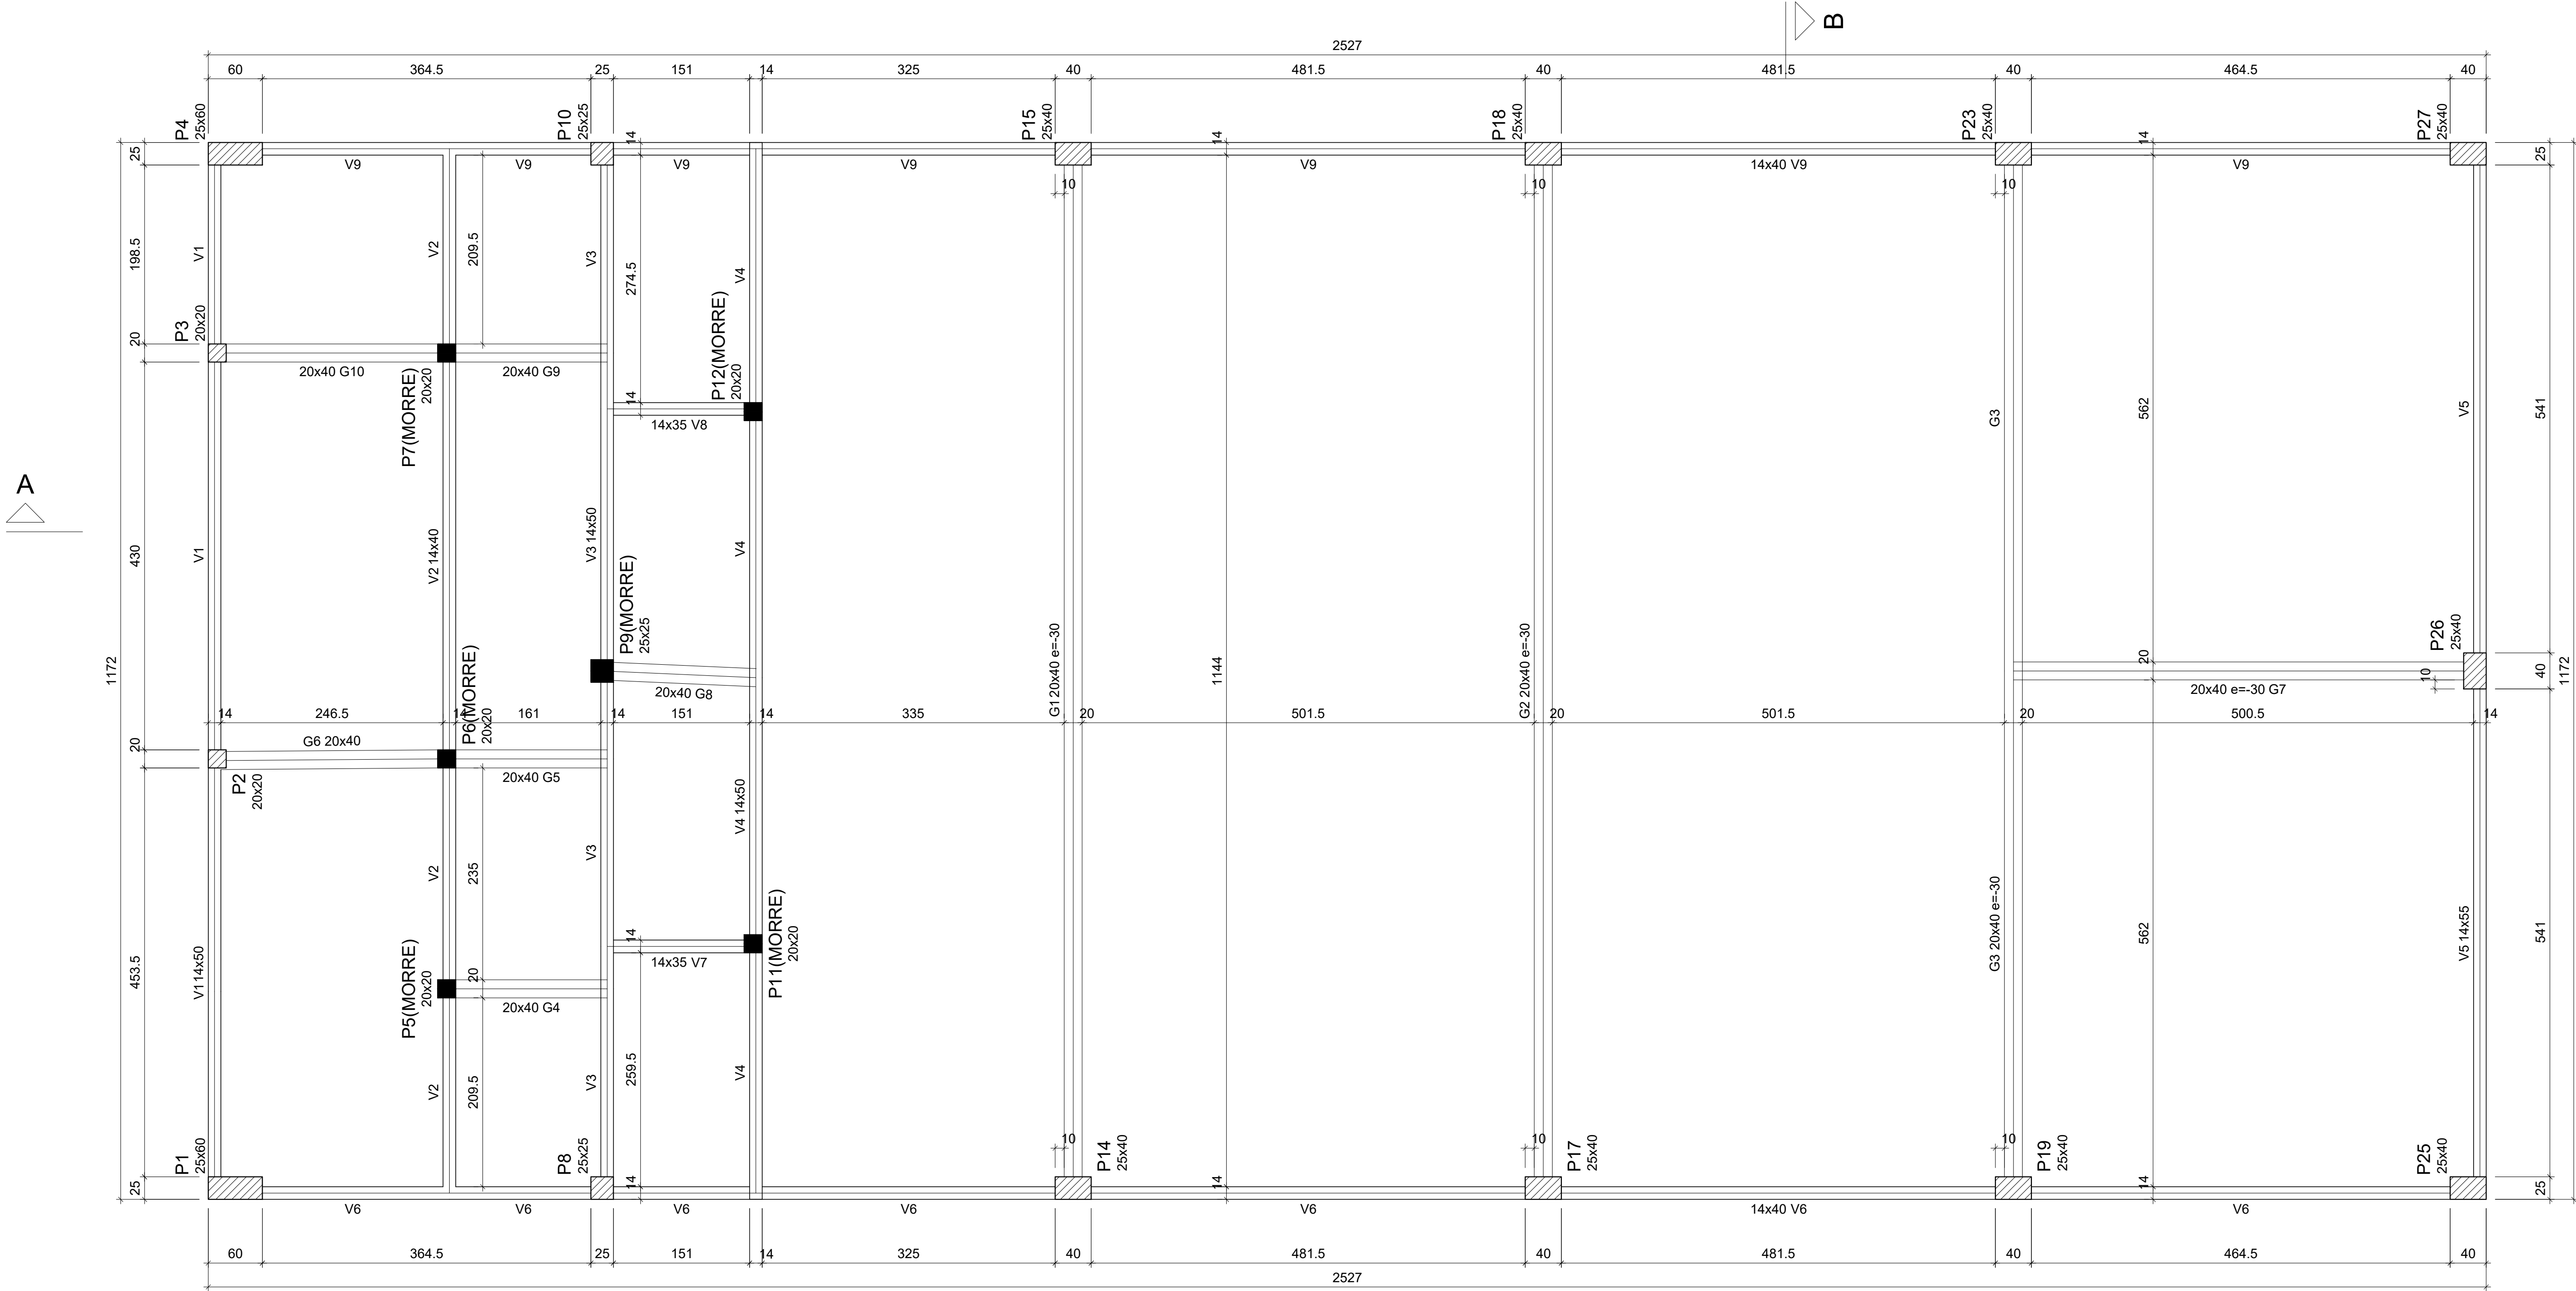 B
2527
60 364.5 25 151 14 325 40 481.5 40 481.5 40 464.5 40
P4
25x60
P10
25x25
P15
25x40
P18
25x40
P23
25x40
P27
25x40
25
14
14
14
25
V9 V9 V9 V9 V9 14x40 V9 V9
10 10 10
198.5
V1
V2
209.5
V3
274.5
V4
P3
20x20
20
20x40 G10
20x40 G9
P7(MORRE)
20x20
P12(MORRE)
20x20
14
14x35 V8
G3
562
V5
541
A
430
V1
V2 14x40
V3 14x50
V4
P9(MORRE)
25x25
20x40 G8
P6(MORRE)
20x20
1172
G1 20x40 e=-30
1144
G2 20x40 e=-30
20
20x40 e=-30 G7
10
P26
25x40
40
1172
14 246.5 14 161 14 151 14 335 20 501.5 20 501.5 20 500.5 14
20
G6 20x40
20x40 G5
P2
20x20
V2
235
V3
V4 14x50
453.5
V114x50
P5(MORRE)
20x20
20
20x40 G4
14
14x35 V7
P11(MORRE)
20x20
G3 20x40 e=-30
562
V5 14x55
541
V2
209.5
V3
259.5
V4
10 10 10
P1
25x60
P8
25x25
P14
25x40
P17
25x40
P19
25x40
P25
25x40
25
14
14
14
25
V6 V6 V6 V6 V6 14x40 V6 V6
60 364.5 25 151 14 325 40 481.5 40 481.5 40 464.5 40
2527